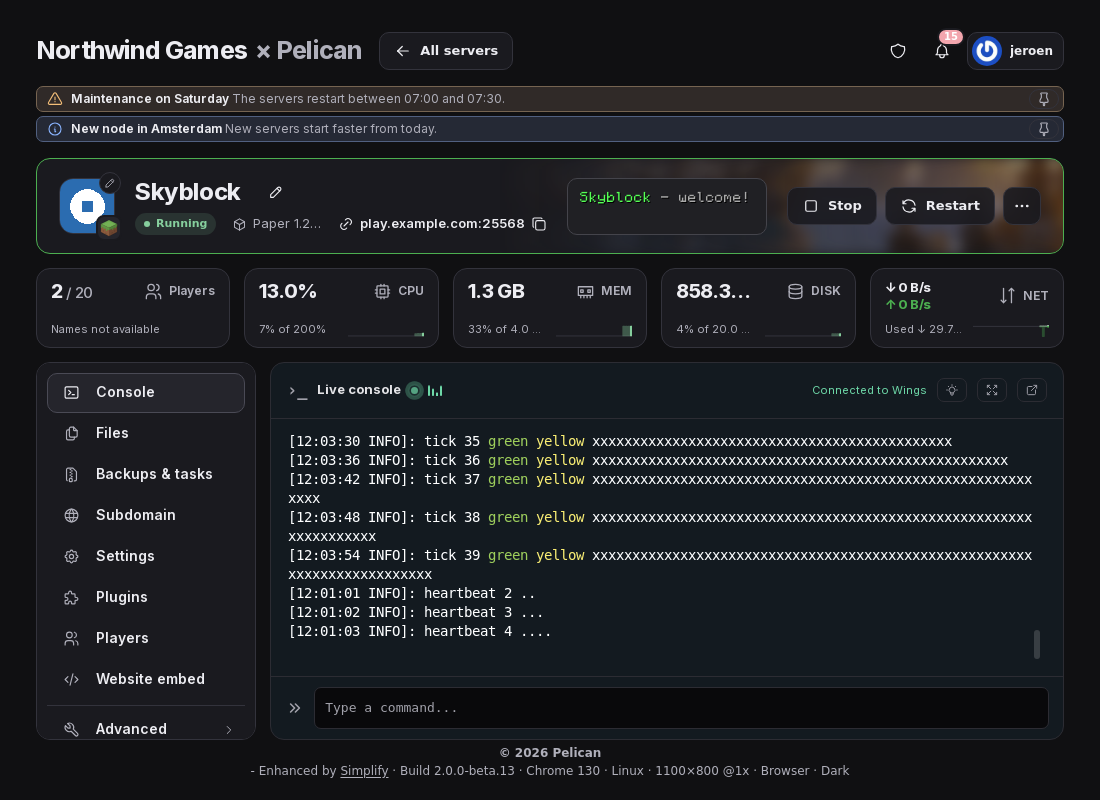 Northwind Games × Pelican
All servers
15
jeroen
Maintenance on Saturday The servers restart between 07:00 and 07:30.
New node in Amsterdam New servers start faster from today.
Skyblock
Running
Paper 1.2...
play.example.com:25568
Skyblock — welcome!
Stop
Restart
2 / 20
Players
Names not available
13.0%
CPU
7% of 200%
1.3 GB
MEM
33% of 4.0 ...
858.3...
DISK
4% of 20.0 ...
↓ 0 B/s
↑ 0 B/s
NET
Used ↓ 29.7...
Console
Files
Backups & tasks
Subdomain
Settings
Plugins
Players
Website embed
Advanced
Live console
Connected to Wings
[12:03:30 INFO]: tick 35 green yellow xxxxxxxxxxxxxxxxxxxxxxxxxxxxxxxxxxxxxxxxxxxxx
[12:03:36 INFO]: tick 36 green yellow xxxxxxxxxxxxxxxxxxxxxxxxxxxxxxxxxxxxxxxxxxxxxxxxxxxx
[12:03:42 INFO]: tick 37 green yellow xxxxxxxxxxxxxxxxxxxxxxxxxxxxxxxxxxxxxxxxxxxxxxxxxxxxxxx
xxxx
[12:03:48 INFO]: tick 38 green yellow xxxxxxxxxxxxxxxxxxxxxxxxxxxxxxxxxxxxxxxxxxxxxxxxxxxxxxx
xxxxxxxxxxx
[12:03:54 INFO]: tick 39 green yellow xxxxxxxxxxxxxxxxxxxxxxxxxxxxxxxxxxxxxxxxxxxxxxxxxxxxxxx
xxxxxxxxxxxxxxxxxx
[12:01:01 INFO]: heartbeat 2 ..
[12:01:02 INFO]: heartbeat 3 ...
[12:01:03 INFO]: heartbeat 4 ....
Type a command...
© 2026 Pelican
- Enhanced by Simplify · Build 2.0.0-beta.13 · Chrome 130 · Linux · 1100×800 @1x · Browser · Dark